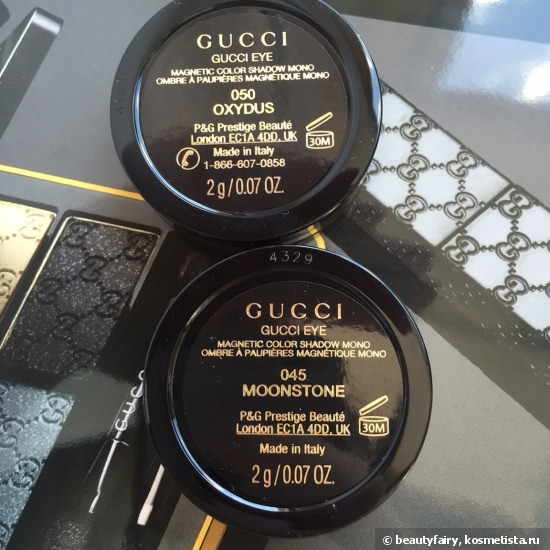 GUCCI
GUCCI EYE
MAGNETIC COLOR SHADOW MONO
OMBRE À PAUPIÈRES MAGNÉTIQUE MONO
050
OXYDUS
P&G Prestige Beauté
London EC1A 4DD, UK
30M
Made in Italy
1-866-607-0858
2 g/0.07 OZ.
4329
GUCCI
GUCCI EYE
MAGNETIC COLOR SHADOW MONO
OMBRE À PAUPIÈRES MAGNÉTIQUE MONO
045
MOONSTONE
P&G Prestige Beauté
London EC1A 4DD, UK
30M
Made in Italy
2 g/0.07 OZ.
© beautyfairy, kosmetista.ru